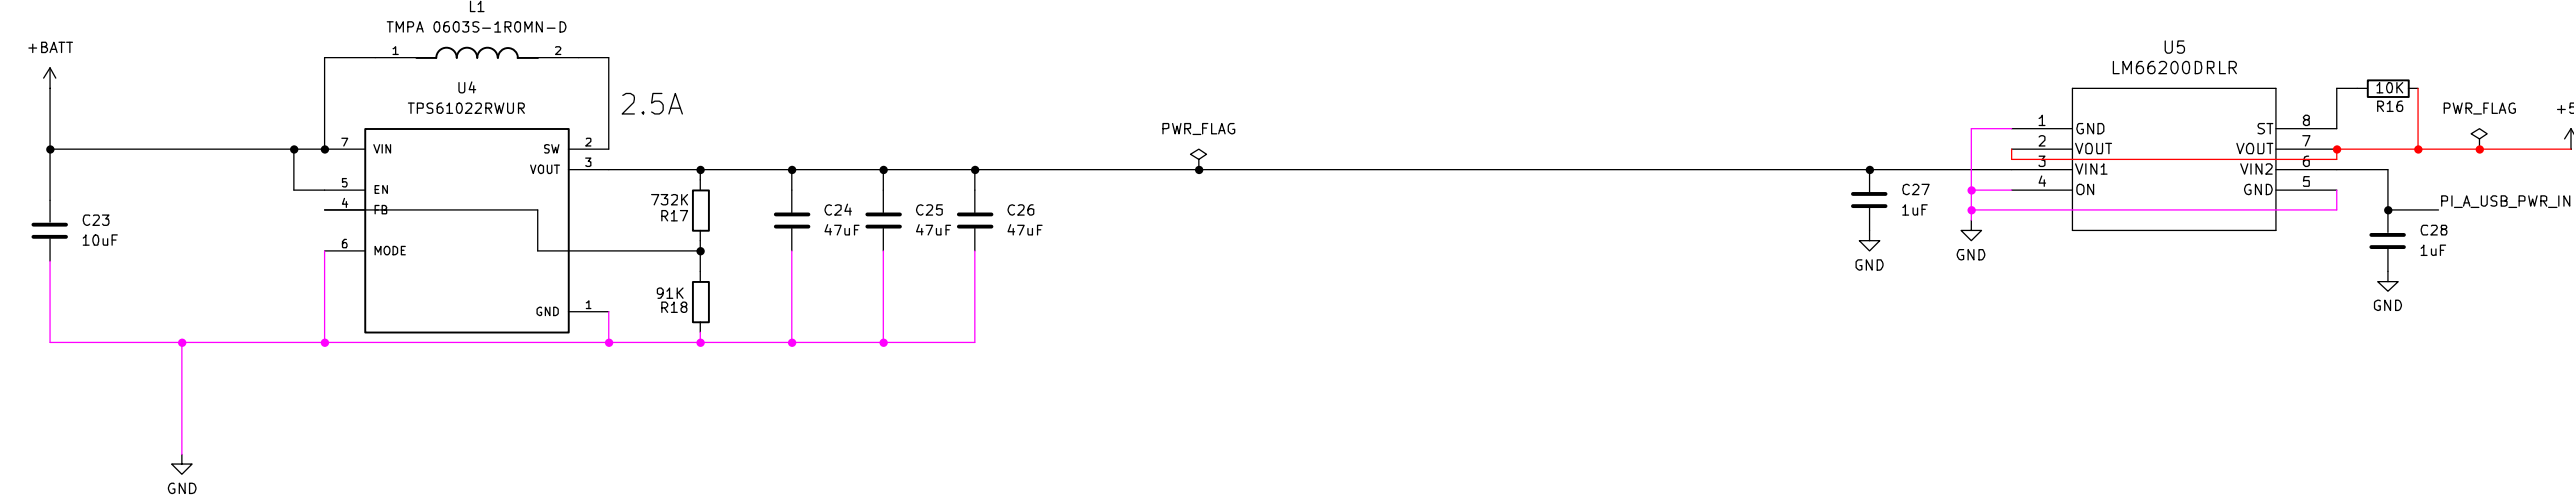 L1
TMPA 0603S-1R0MN-D
1
2
+BATT
U4
TPS61022RWUR
2.5A
7
VIN
SW
2
VOUT
3
5
EN
4
FB
6
MODE
GND
1
C23
10uF
732K
R17
91K
R18
C24
47uF
C25
47uF
C26
47uF
GND
PWR_FLAG
C27
1uF
GND
U5
LM66200DRLR
1
GND
2
VOUT
3
VIN1
4
ON
ST
8
VOUT
7
VIN2
6
GND
5
GND
10K
R16
PWR_FLAG
+5
PI_A_USB_PWR_IN
C28
1uF
GND